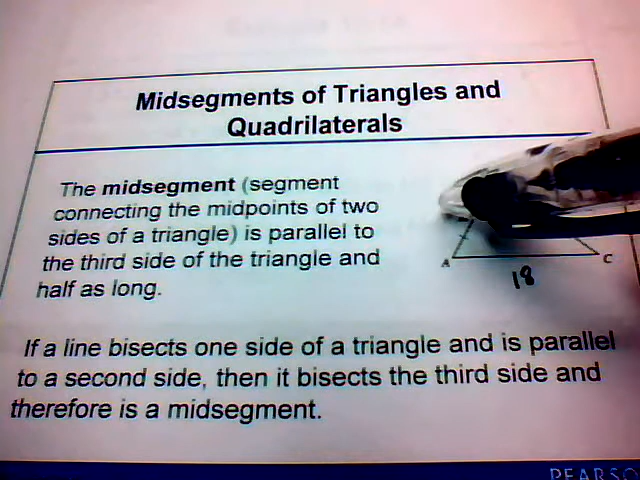 Midsegments of Triangles and
Quadrilaterals
The midsegment (segment
connecting the midpoints of two
sides of a triangle) is parallel to
the third side of the triangle and
half as long.
A
C
18
If a line bisects one side of a triangle and is parallel
to a second side, then it bisects the third side and
therefore is a midsegment.